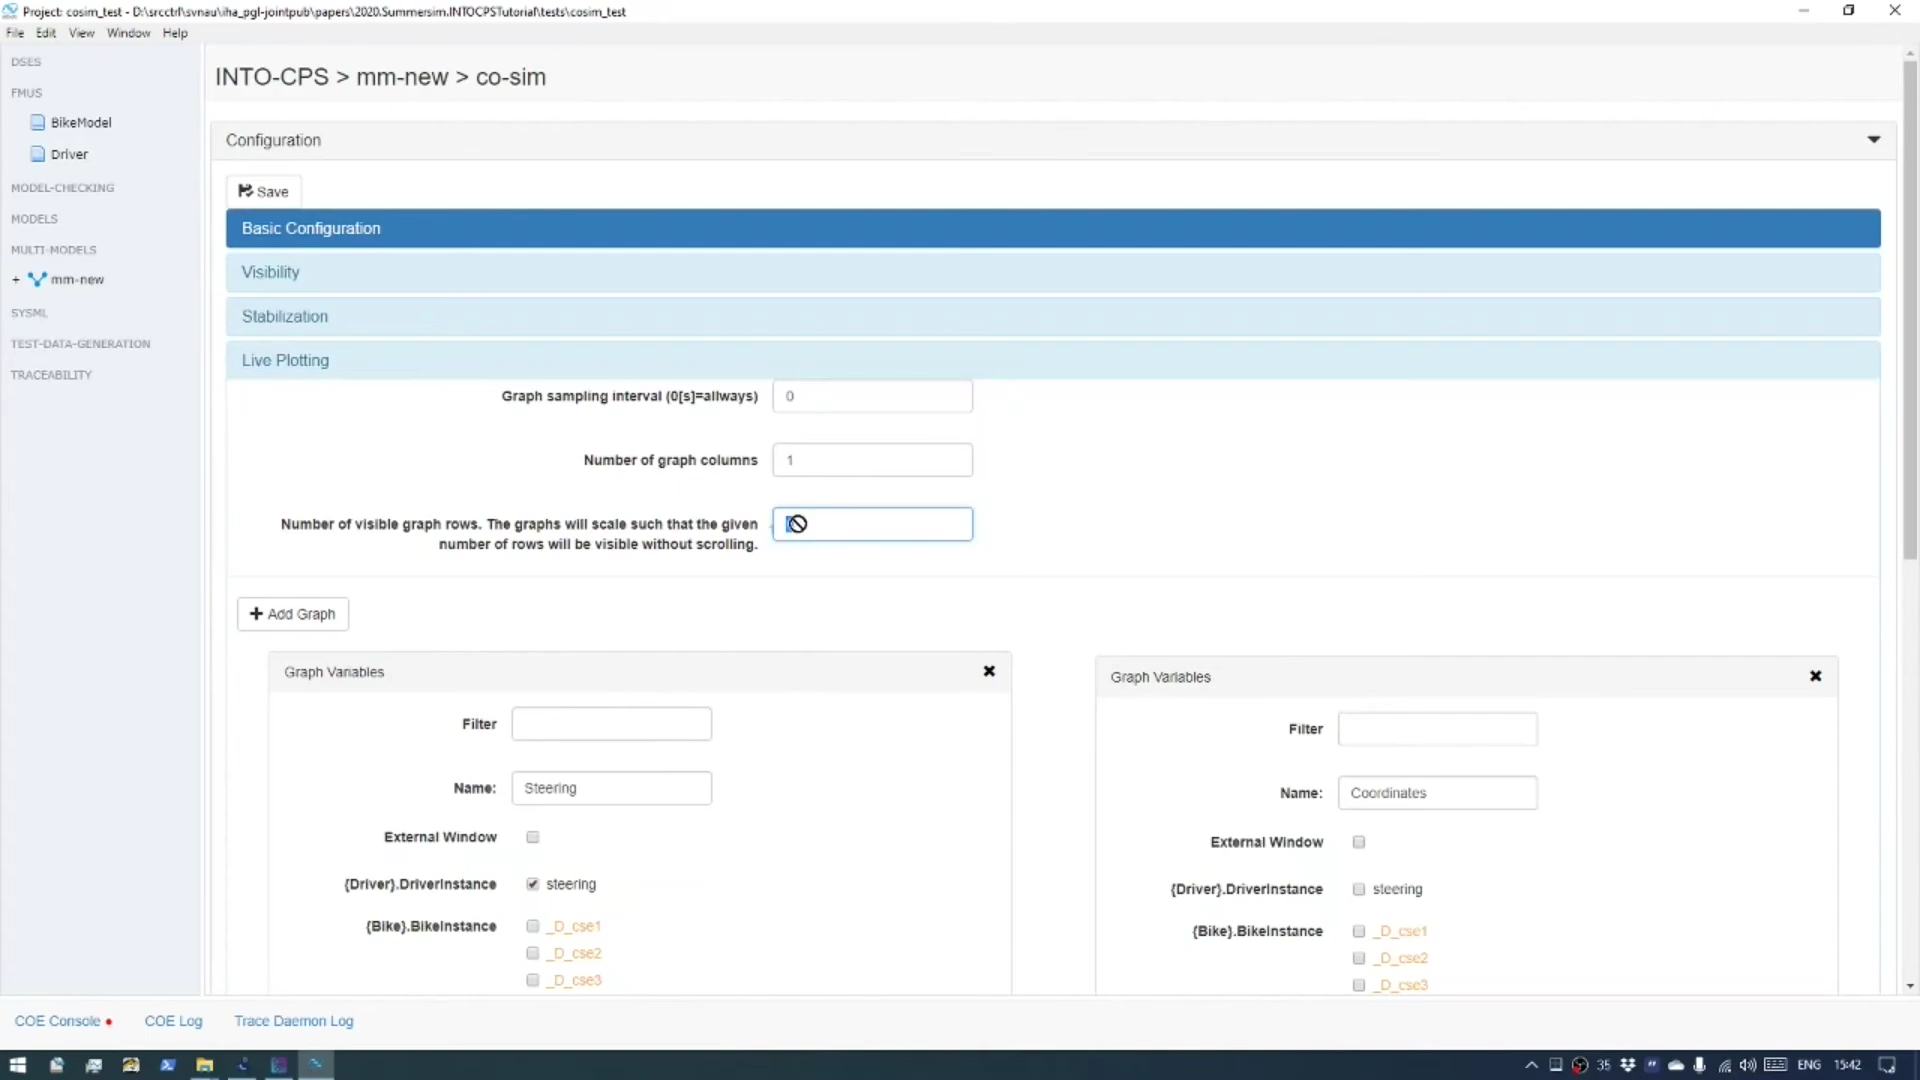 Project: cosim_test - D:\srcctrl\svnau\iha_pgl-jointpub\papers\2020.Summersim.INTOCPSTutorial\tests\cosim_test
File Edit View Window Help
DSES
FMUS
BikeModel
Driver
MODEL-CHECKING
MODELS
MULTI-MODELS
+ mm-new
SYSML
TEST-DATA-GENERATION
TRACEABILITY
INTO-CPS > mm-new > co-sim
Configuration
Save
Basic Configuration
Visibility
Stabilization
Live Plotting
Graph sampling interval (0[s]=allways) 0
Number of graph columns 1
Number of visible graph rows. The graphs will scale such that the given
number of rows will be visible without scrolling.
+ Add Graph
Graph Variables
Filter
Name: Steering
External Window
{Driver}.DriverInstance steering
{Bike}.BikeInstance _D_cse1
_D_cse2
_D_cse3
Graph Variables
Filter
Name: Coordinates
External Window
{Driver}.DriverInstance steering
{Bike}.BikeInstance _D_cse1
_D_cse2
_D_cse3
COE Console COE Log Trace Daemon Log
35 ENG 15:42